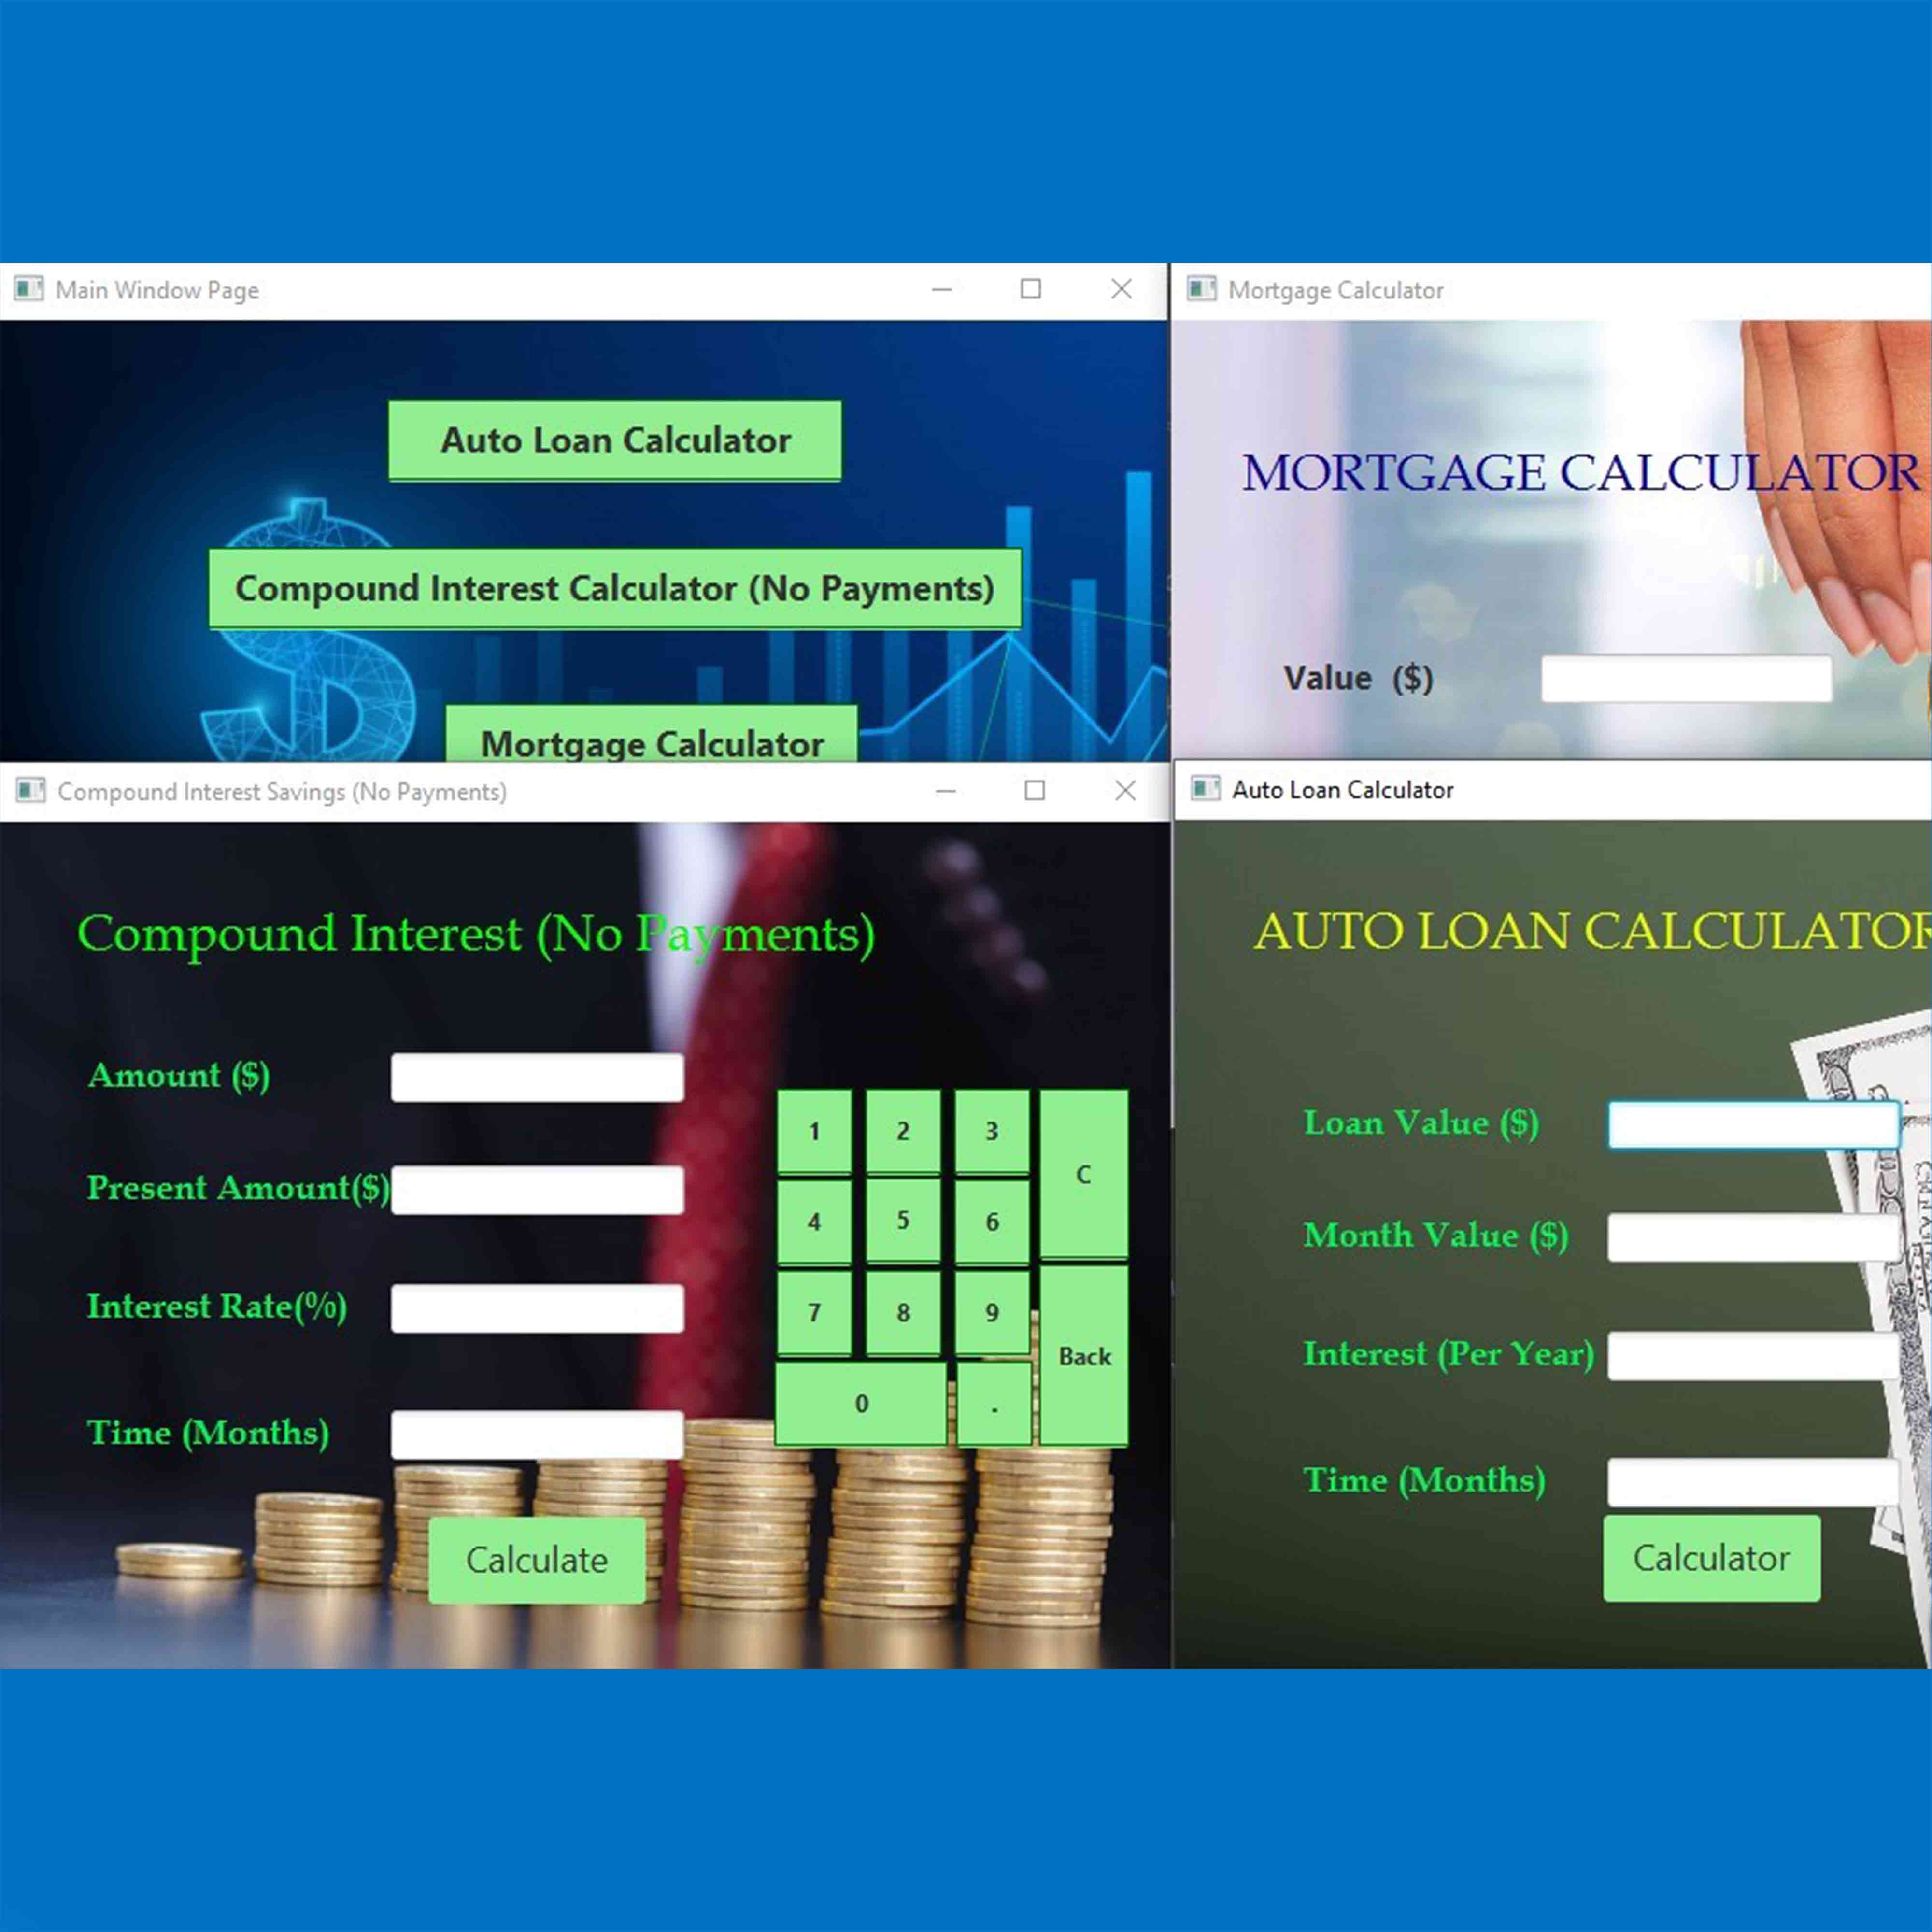 Main Window Page
Auto Loan Calculator
Compound Interest Calculator (No Payments)
Mortgage Calculator
Mortgage Calculator
MORTGAGE CALCULATOR
Value ($)
Compound Interest Savings (No Payments)
Compound Interest (No Payments)
Amount ($)
Present Amount($)
Interest Rate(%)
Time (Months)
1 2 3 C
4 5 6
7 8 9 Back
0 .
Calculate
Auto Loan Calculator
AUTO LOAN CALCULATOR
Loan Value ($)
Month Value ($)
Interest (Per Year)
Time (Months)
Calculator